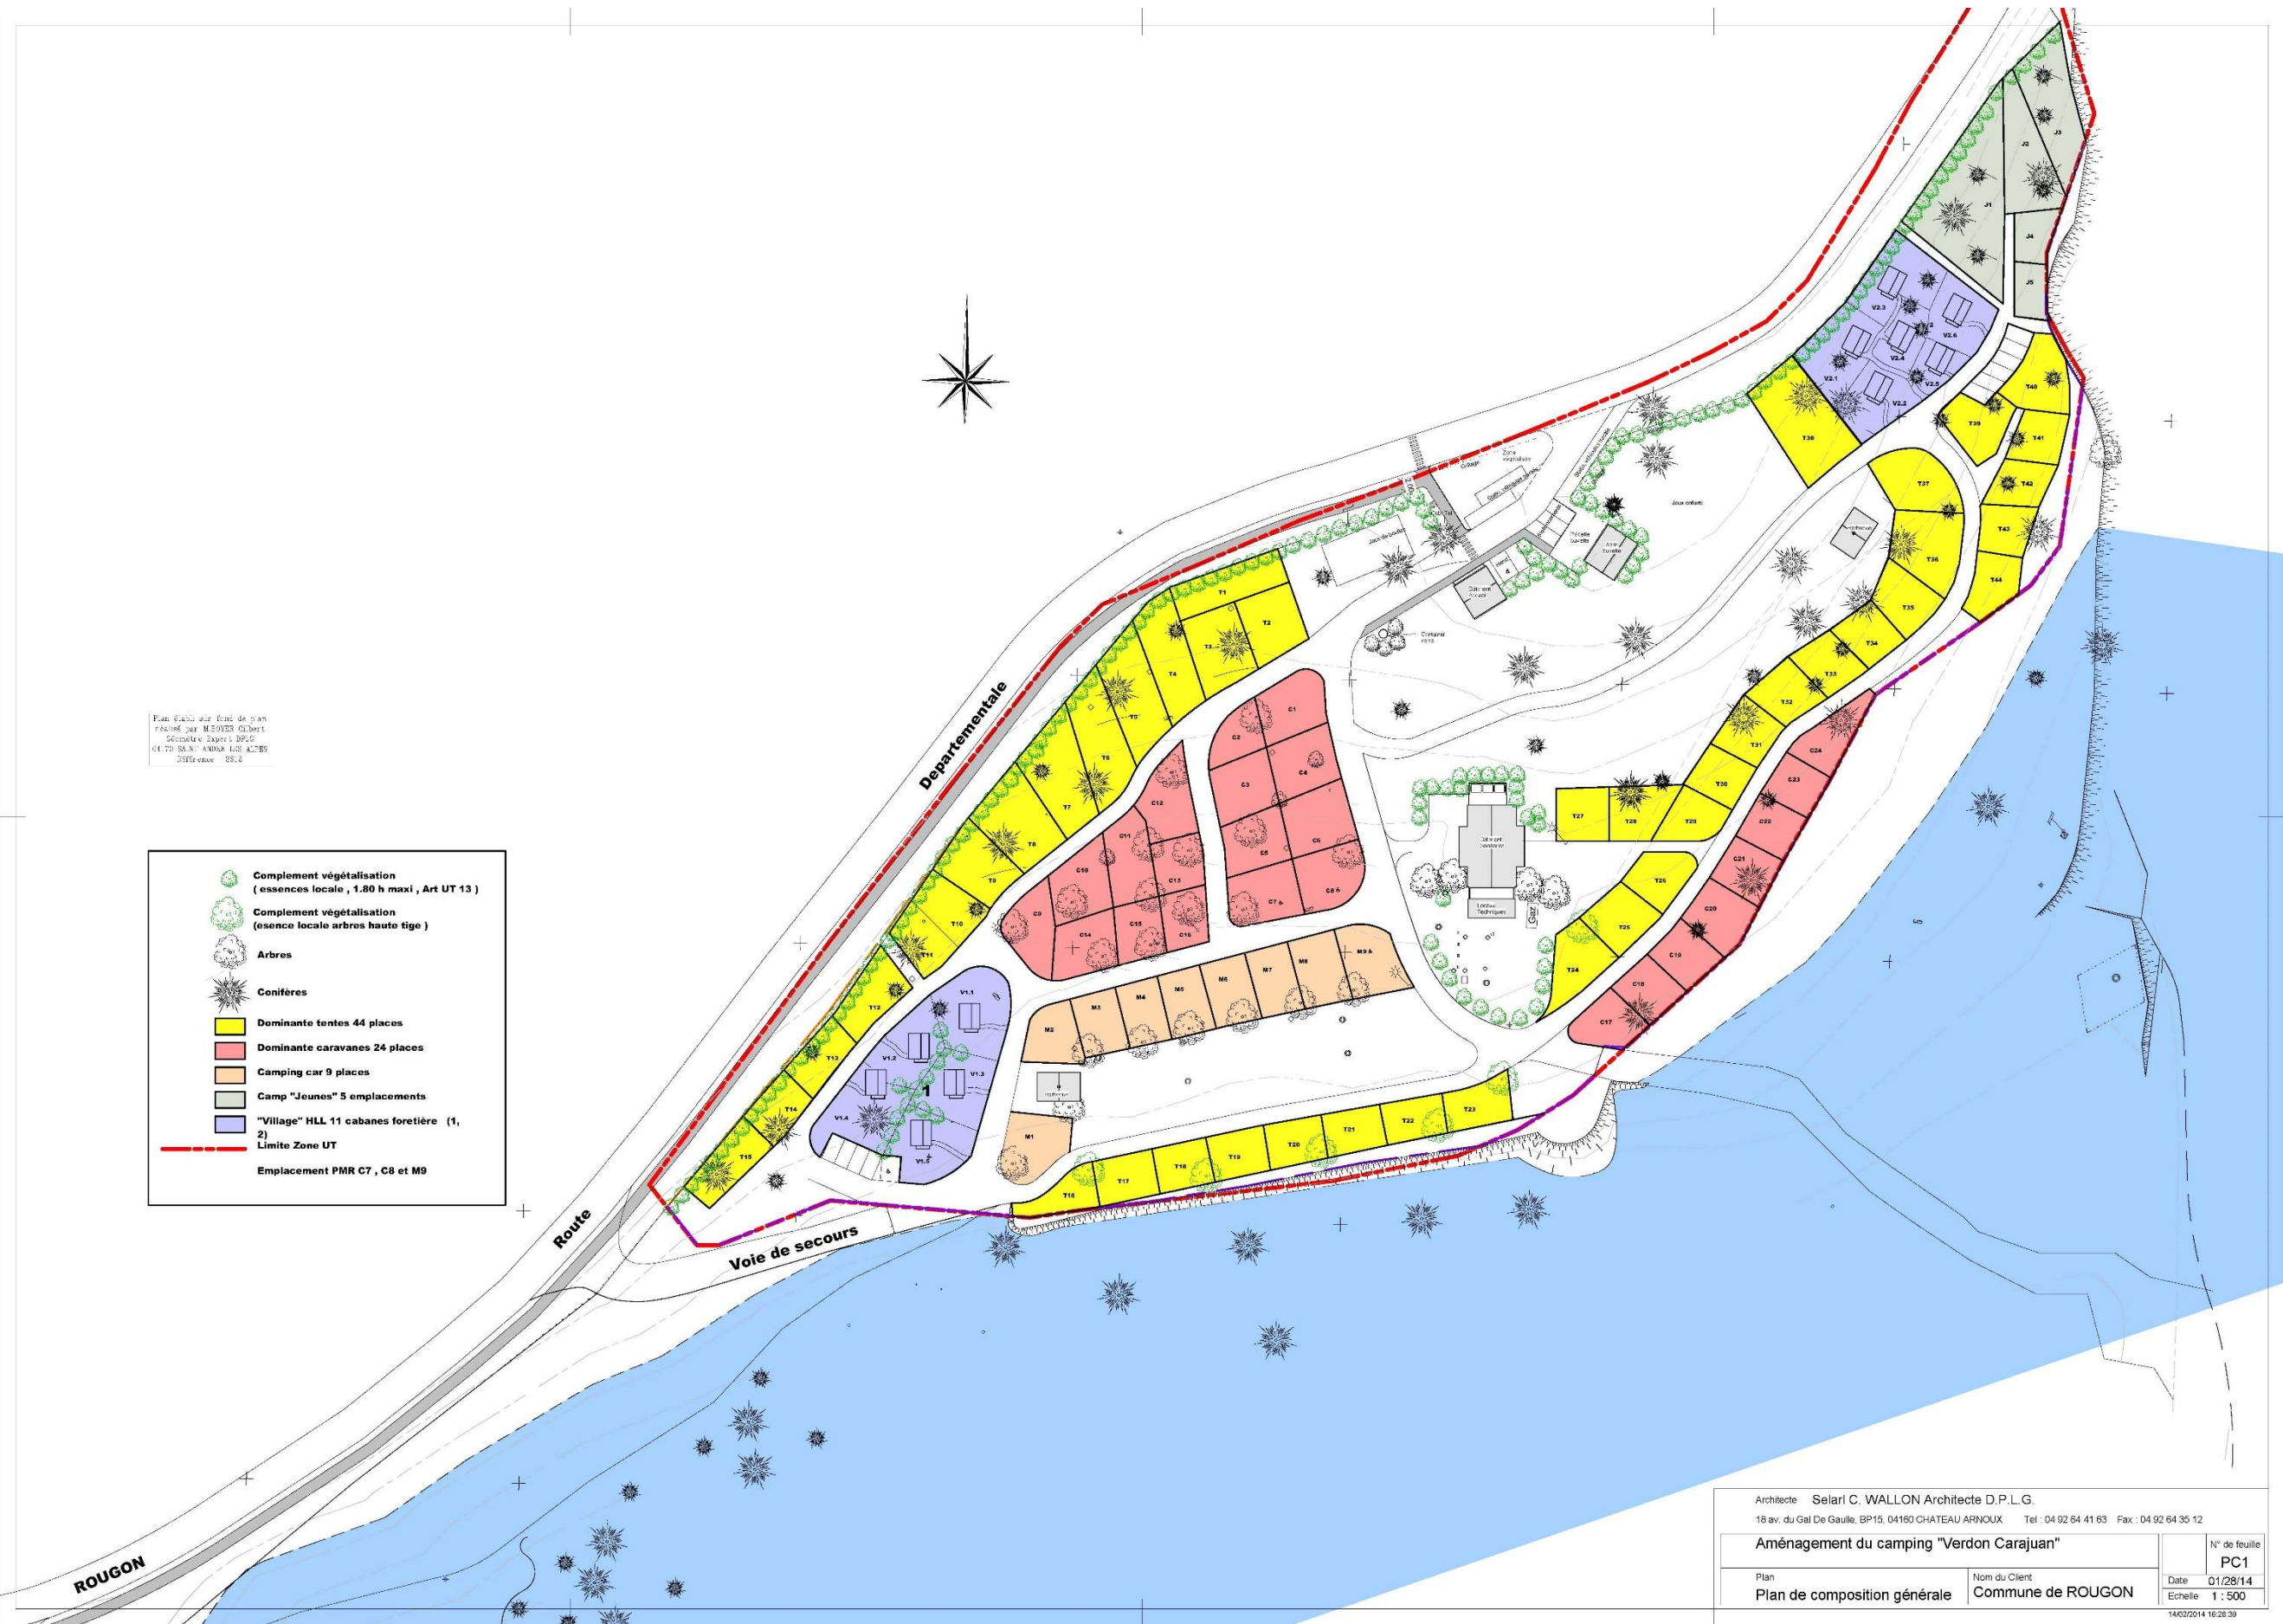 Departementale
Route
Voie de secours
ROUGON
Complement végétalisation
( essences locale , 1.80 h maxi , Art UT 13 )
Complement végétalisation
(esence locale arbres haute tige )
Arbres
Conifères
Dominante tentes 44 places
Dominante caravanes 24 places
Camping car 9 places
Camp "Jeunes" 5 emplacements
"Village" HLL 11 cabanes foretière (1,
2)
Limite Zone UT
Emplacement PMR C7 , C8 et M9
J1
J2
J3
J4
J5
V2.3
V2.6
V2.4
V2.1
V2.5
V2.2
T38
T39
T40
T41
T42
T43
T44
T37
T36
T35
T34
T33
T32
T31
T30
T29
T28
T27
T26
T25
T24
Jeux enfants
T1
T2
T3
T4
T5
T6
T7
T8
T9
T10
T11
T12
T13
T14
T15
C1
C2
C3
C4
C5
C6
C7
C8
C9
C10
C11
C12
C13
C14
C15
C16
C24
C23
C22
C21
C20
C19
C18
C17
Locaux
Techniques
Gaz
M1
M2
M3
M4
M5
M6
M7
M8
M9
V1.1
V1.2
V1.3
V1.4
V1.5
1
T16
T17
T18
T19
T20
T21
T22
T23
Architecte Selarl C. WALLON Architecte D.P.L.G.
18 av. du Gal De Gaulle, BP15, 04160 CHATEAU ARNOUX Tel : 04 92 64 41 63 Fax : 04 92 64 35 12
Aménagement du camping "Verdon Carajuan"
N° de feuille
PC1
Plan
Plan de composition générale
Nom du Client
Commune de ROUGON
Date 01/28/14
Echelle 1 : 500
14/02/2014 16:28:39